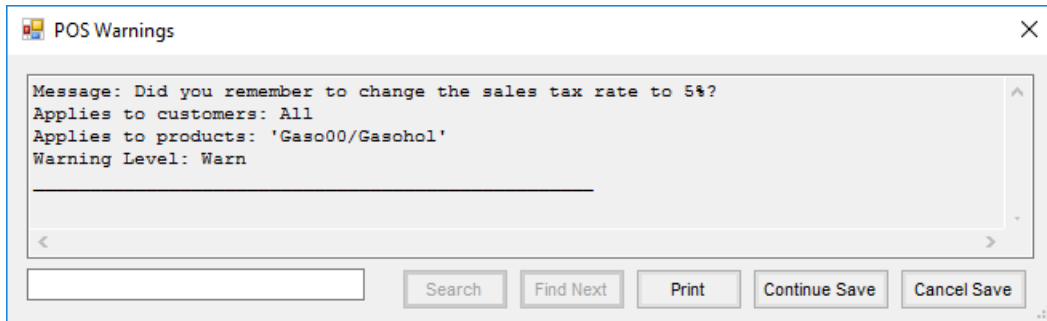 POS Warnings
Message: Did you remember to change the sales tax rate to 5%?
Applies to customers: All
Applies to products: 'Gaso00/Gasohol'
Warning Level: Warn
Search Find Next Print Continue Save Cancel Save